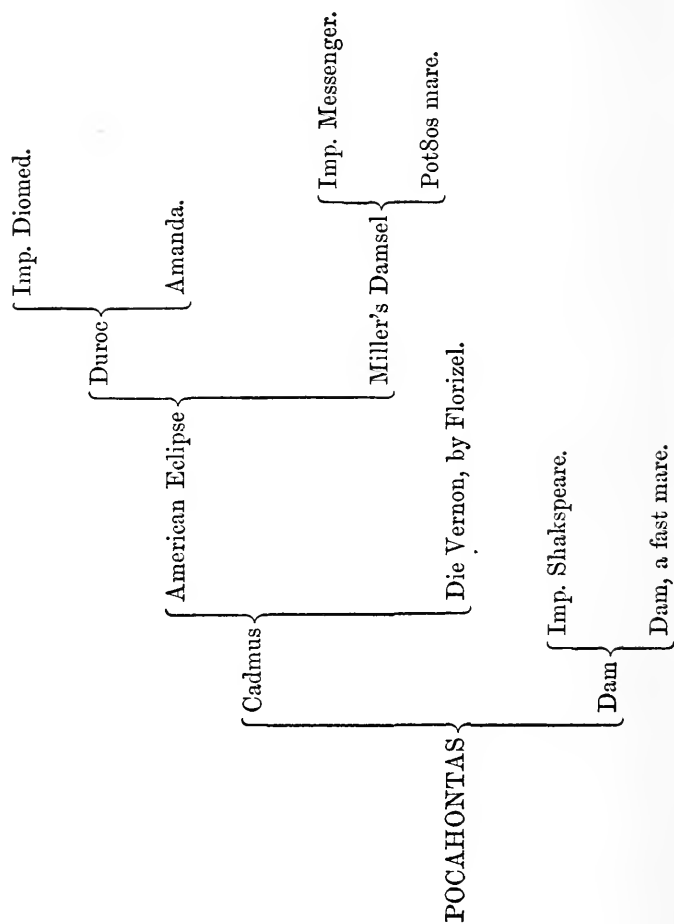 Imp. Diomed.
Duroc
Amanda.
American Eclipse
Cadmus
Imp. Messenger.
Miller's Damsel
Pot8os mare.
POCAHONTAS
Die Vernon, by Florizel.
Imp. Shakspeare.
Dam
Dam, a fast mare.